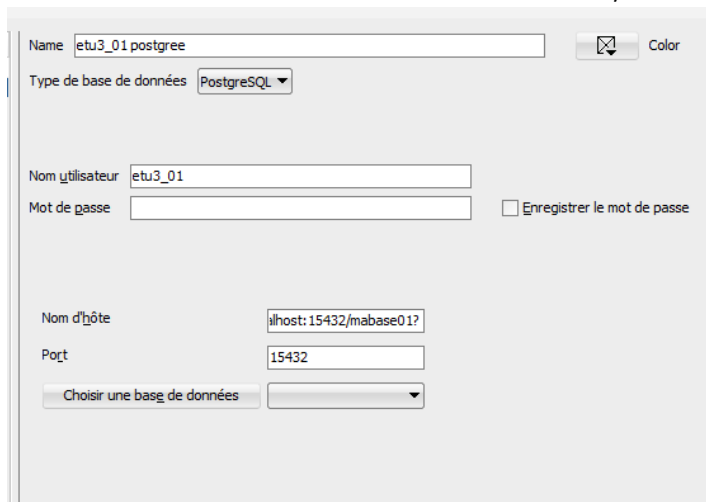 Name etu3_01 postgree Color
Type de base de données PostgreSQL
Nom utilisateur etu3_01
Mot de passe Enregistrer le mot de passe
Nom d'hôte alhost:15432/mabase01?
Port 15432
Choisir une base de données